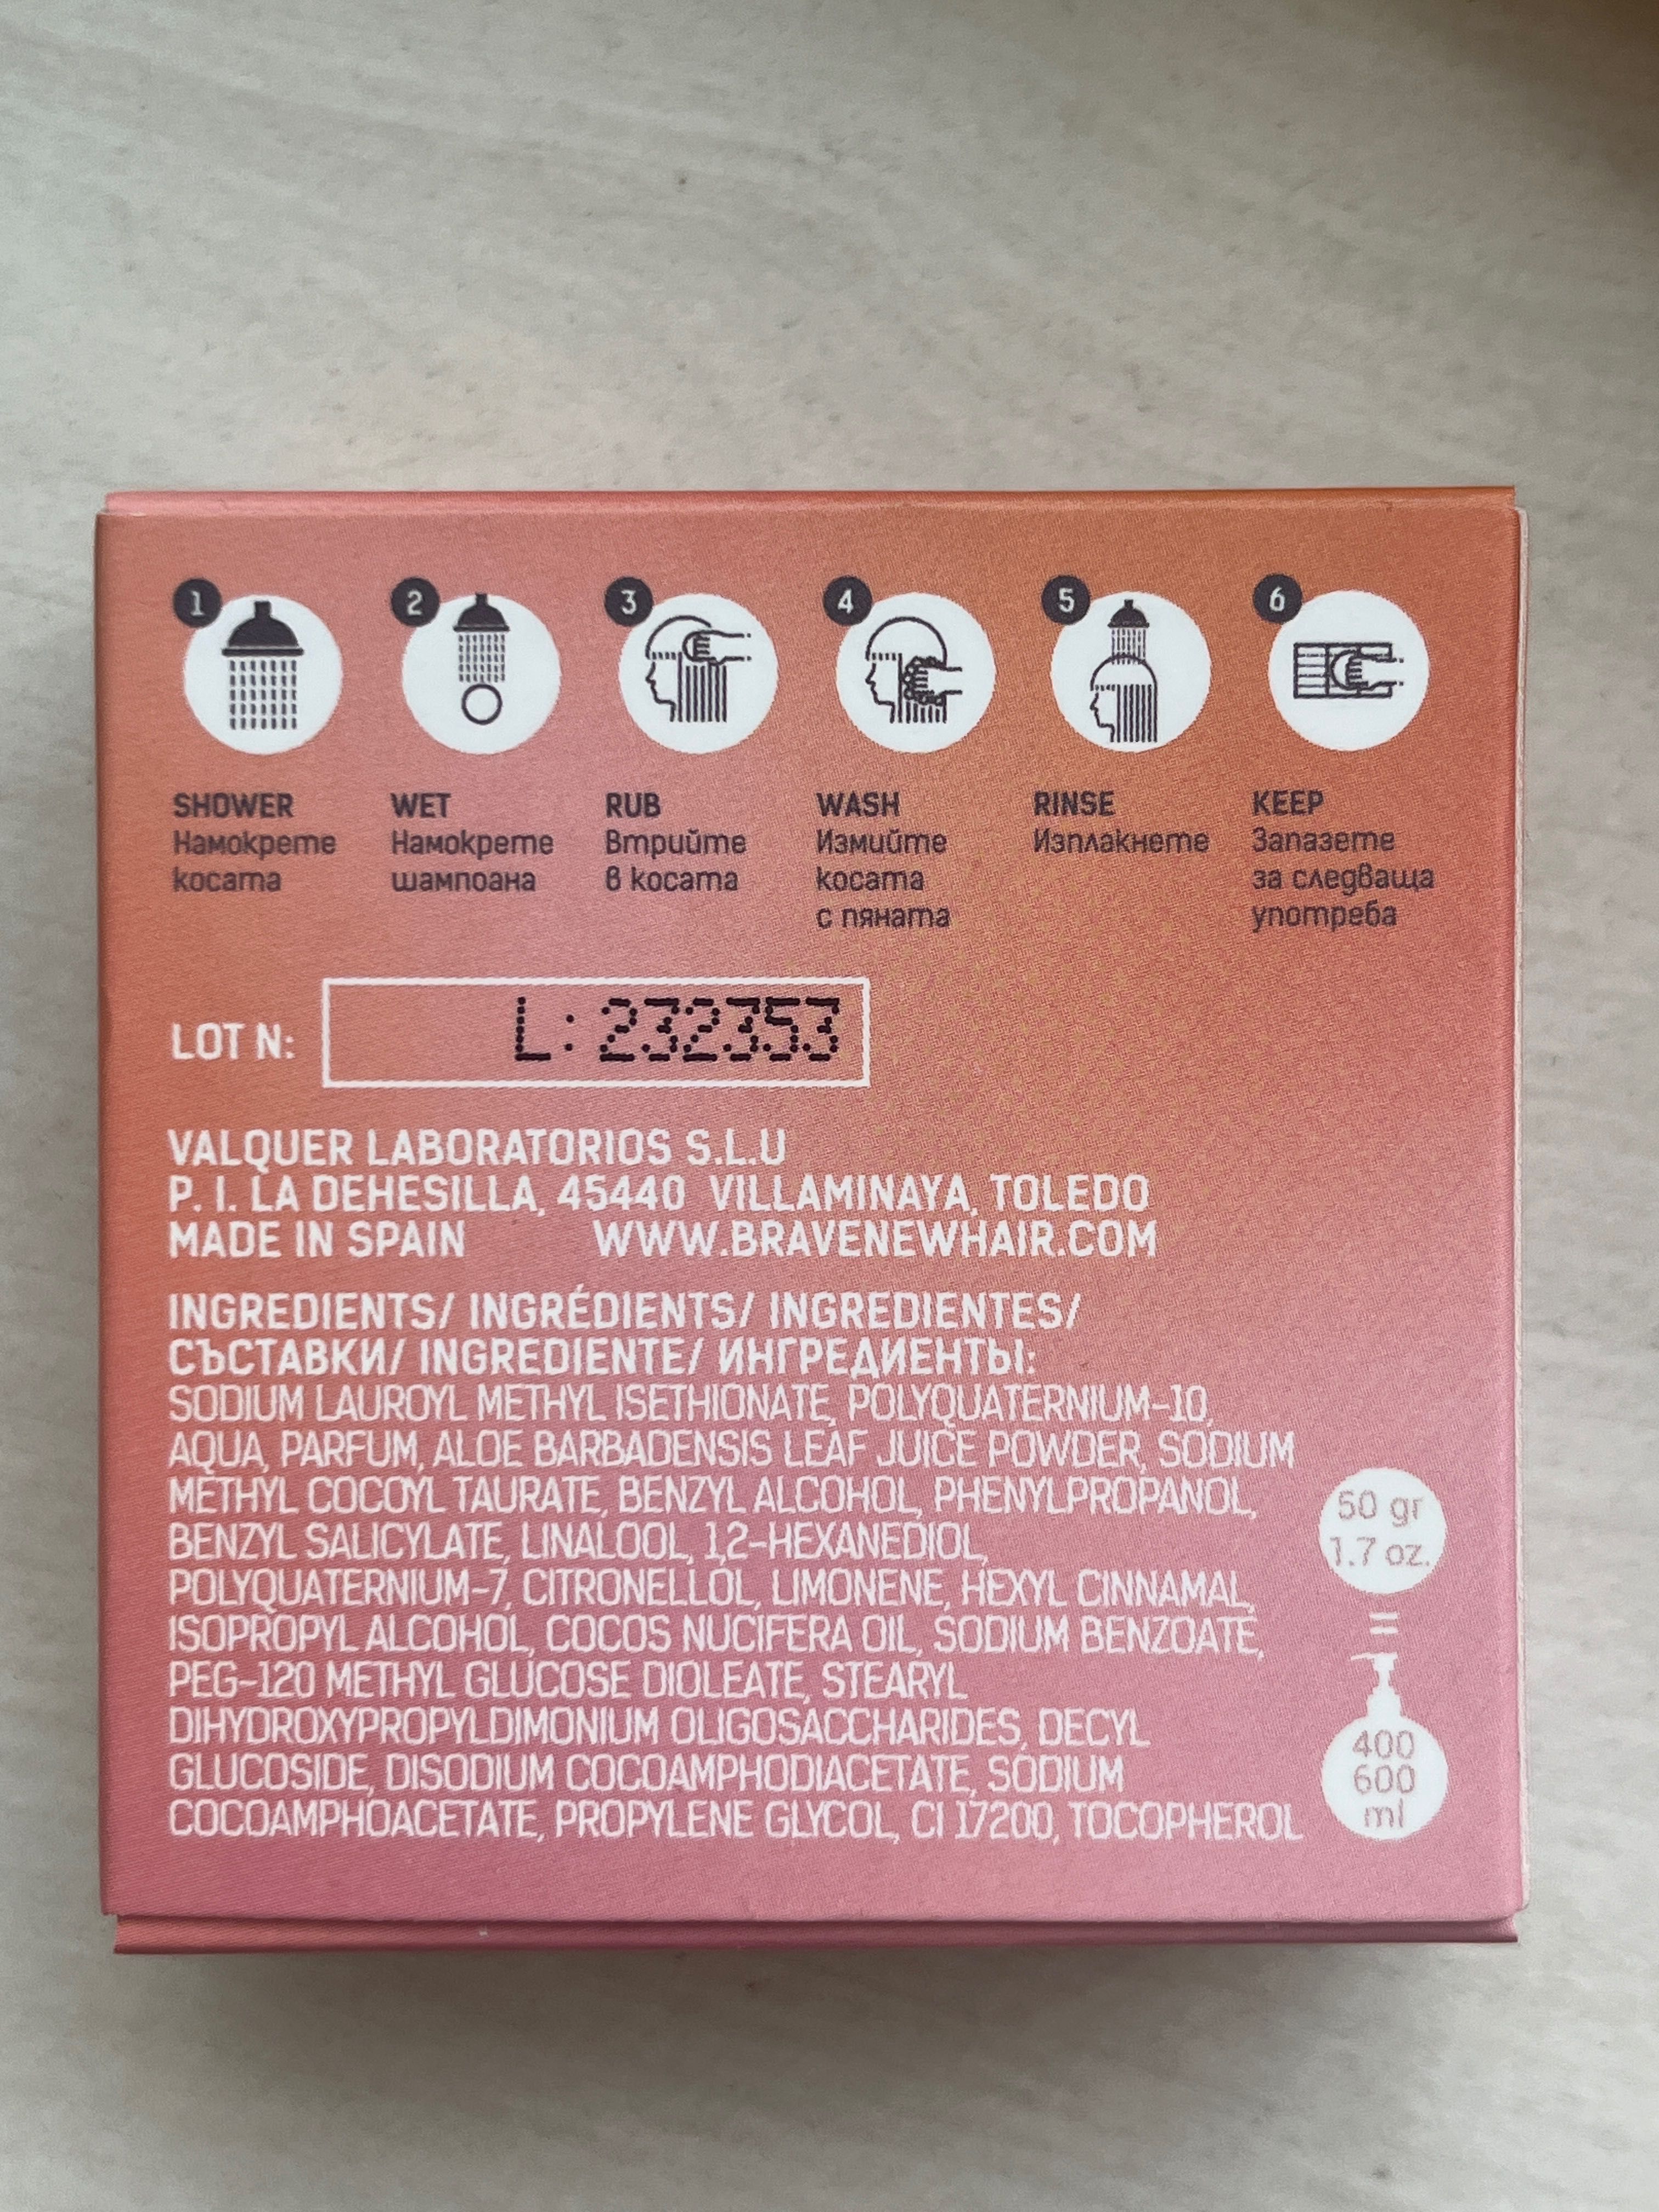 1 2 3 4 5 6
SHOWER WET RUB WASH RINSE KEEP
Намокрете Намокрете Втрийте Измийте Изплакнете Запазете
косата шампоана в косата косата за следваща
с пяната употреба
LOT N: L: 232353
VALQUER LABORATORIOS S.L.U
P. I. LA DEHESILLA, 45440 VILLAMINAYA, TOLEDO
MADE IN SPAIN WWW.BRAVENEWHAIR.COM
INGREDIENTS/ INGRÉDIENTS/ INGREDIENTES/
СЪСТАВКИ/ INGREDIENTE/ ИНГРЕДИЕНТЫ:
SODIUM LAUROYL METHYL ISETHIONATE, POLYQUATERNIUM-10,
AQUA, PARFUM, ALOE BARBADENSIS LEAF JUICE POWDER, SODIUM
METHYL COCOYL TAURATE, BENZYL ALCOHOL, PHENYLPROPANOL,
BENZYL SALICYLATE, LINALOOL, 1,2-HEXANEDIOL,
POLYQUATERNIUM-7, CITRONELLOL, LIMONENE, HEXYL CINNAMAL,
ISOPROPYL ALCOHOL, COCOS NUCIFERA OIL, SODIUM BENZOATE,
PEG-120 METHYL GLUCOSE DIOLEATE, STEARYL
DIHYDROXYPROPYLDIMONIUM OLIGOSACCHARIDES, DECYL
GLUCOSIDE, DISODIUM COCOAMPHODIACETATE, SODIUM
COCOAMPHOACETATE, PROPYLENE GLYCOL, CI 17200, TOCOPHEROL
50 gr
1.7 oz.
=
400
600
ml